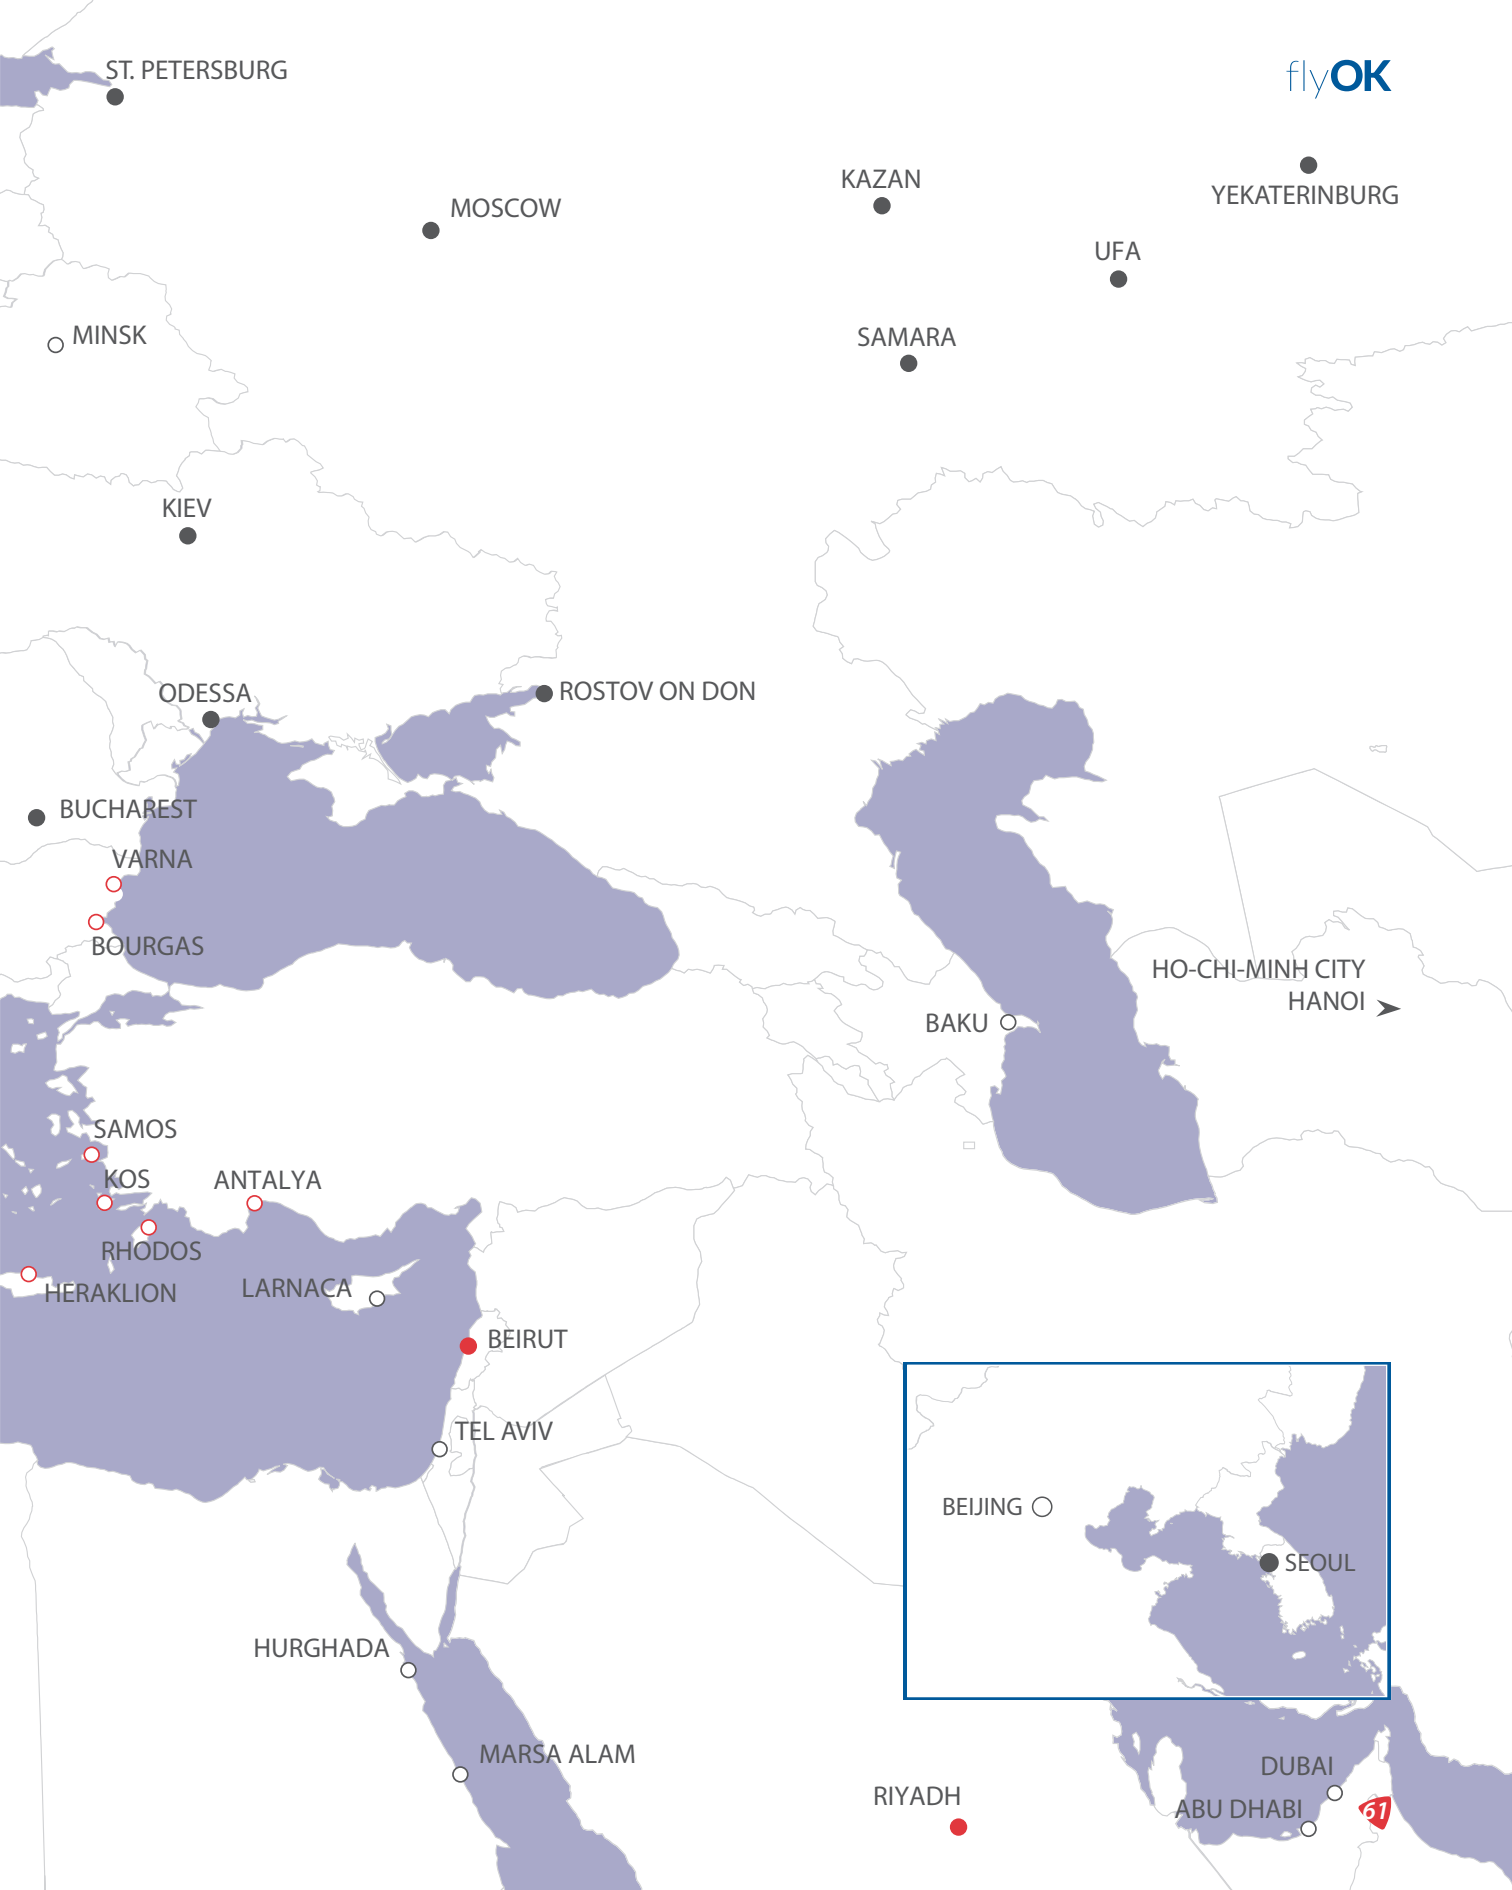 ST. PETERSBURG
flyOK
KAZAN
YEKATERINBURG
MOSCOW
UFA
MINSK
SAMARA
KIEV
ODESSA
ROSTOV ON DON
BUCHAREST
VARNA
BOURGAS
HO-CHI-MINH CITY
HANOI
BAKU
SAMOS
KOS
ANTALYA
RHODOS
HERAKLION
LARNACA
BEIRUT
TEL AVIV
BEIJING
SEOUL
HURGHADA
MARSA ALAM
DUBAI
RIYADH
ABU DHABI
61